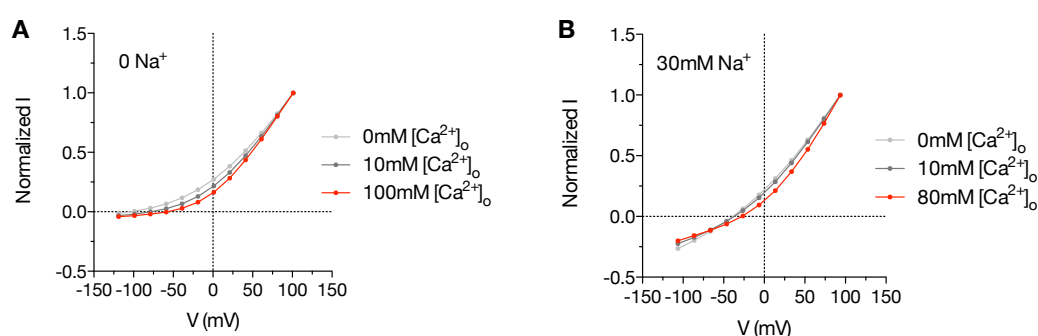 A
0 Na⁺
Normalized I
1.5
1.0
0.5
0.0
-0.5
-150 -100 -50 0 50 100 150
V (mV)
0mM [Ca²⁺]ₒ
10mM [Ca²⁺]ₒ
100mM [Ca²⁺]ₒ
B
30mM Na⁺
Normalized I
1.5
1.0
0.5
0.0
-0.5
-150 -100 -50 0 50 100 150
V (mV)
0mM [Ca²⁺]ₒ
10mM [Ca²⁺]ₒ
80mM [Ca²⁺]ₒ